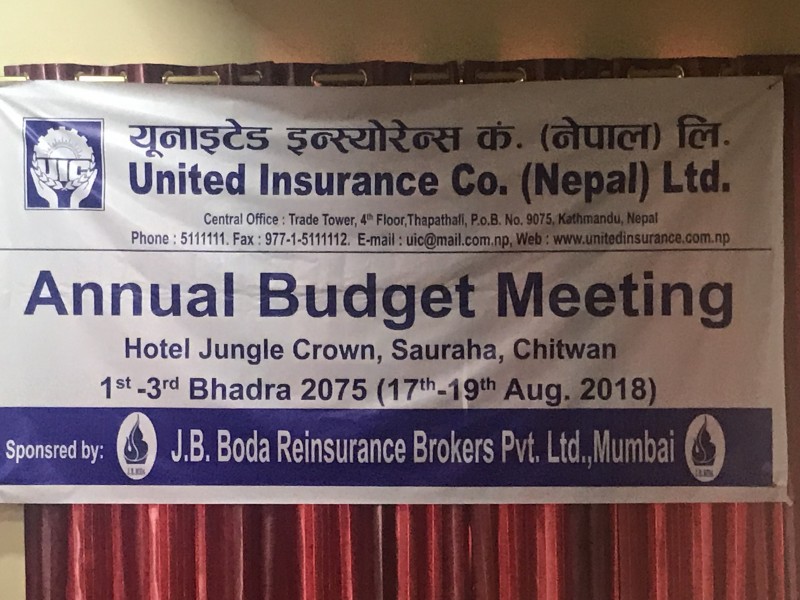 UIC
यूनाइटेड इन्स्योरेन्स कं. (नेपाल) लि.
United Insurance Co. (Nepal) Ltd.
Central Office : Trade Tower, 4th Floor,Thapathali, P.o.B. No. 9075, Kathmandu, Nepal
Phone : 5111111. Fax : 977-1-5111112. E-mail : uic@mail.com.np, Web : www.unitedinsurance.com.np
Annual Budget Meeting
Hotel Jungle Crown, Sauraha, Chitwan
1st -3rd Bhadra 2075 (17th-19th Aug. 2018)
Sponsred by: J.B. Boda Reinsurance Brokers Pvt. Ltd.,Mumbai
J. B. BODA
J. B. BODA